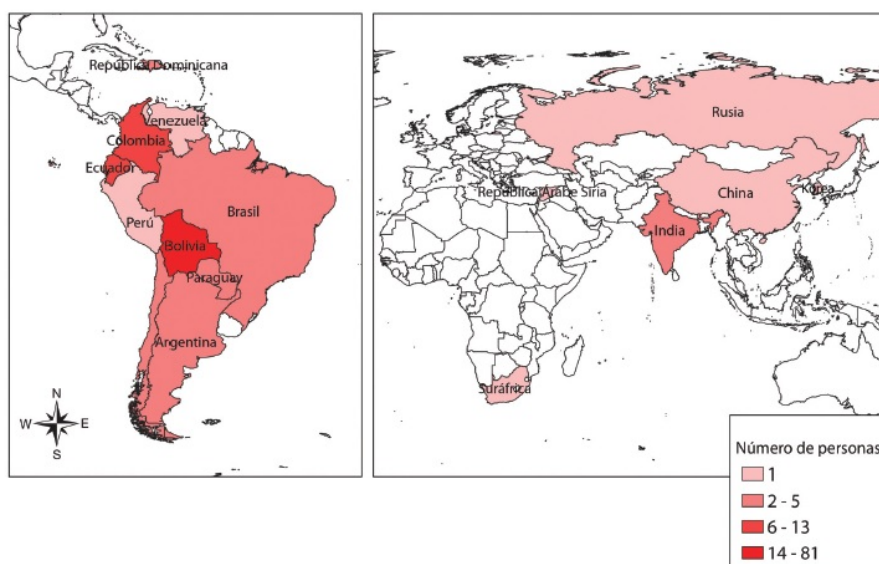 República Dominicana
Venezuela
Colombia
Ecuador
Perú
Brasil
Bolivia
Paraguay
Argentina
N
W E
S
Rusia
República Árabe Siria
China
Korea
India
Suráfrica
Número de personas
1
2 - 5
6 - 13
14 - 81